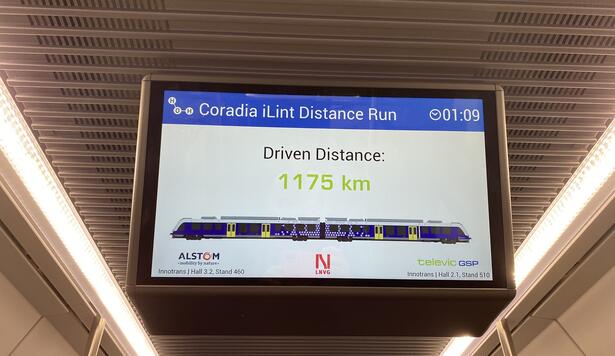 H
O-H
Coradia iLint Distance Run
01:09
Driven Distance:
1175 km
ALSTOM
·mobility by nature·
Innotrans | Hall 3.2, Stand 460
LNVG
televic GSP
Innotrans | Hall 2.1, Stand 510